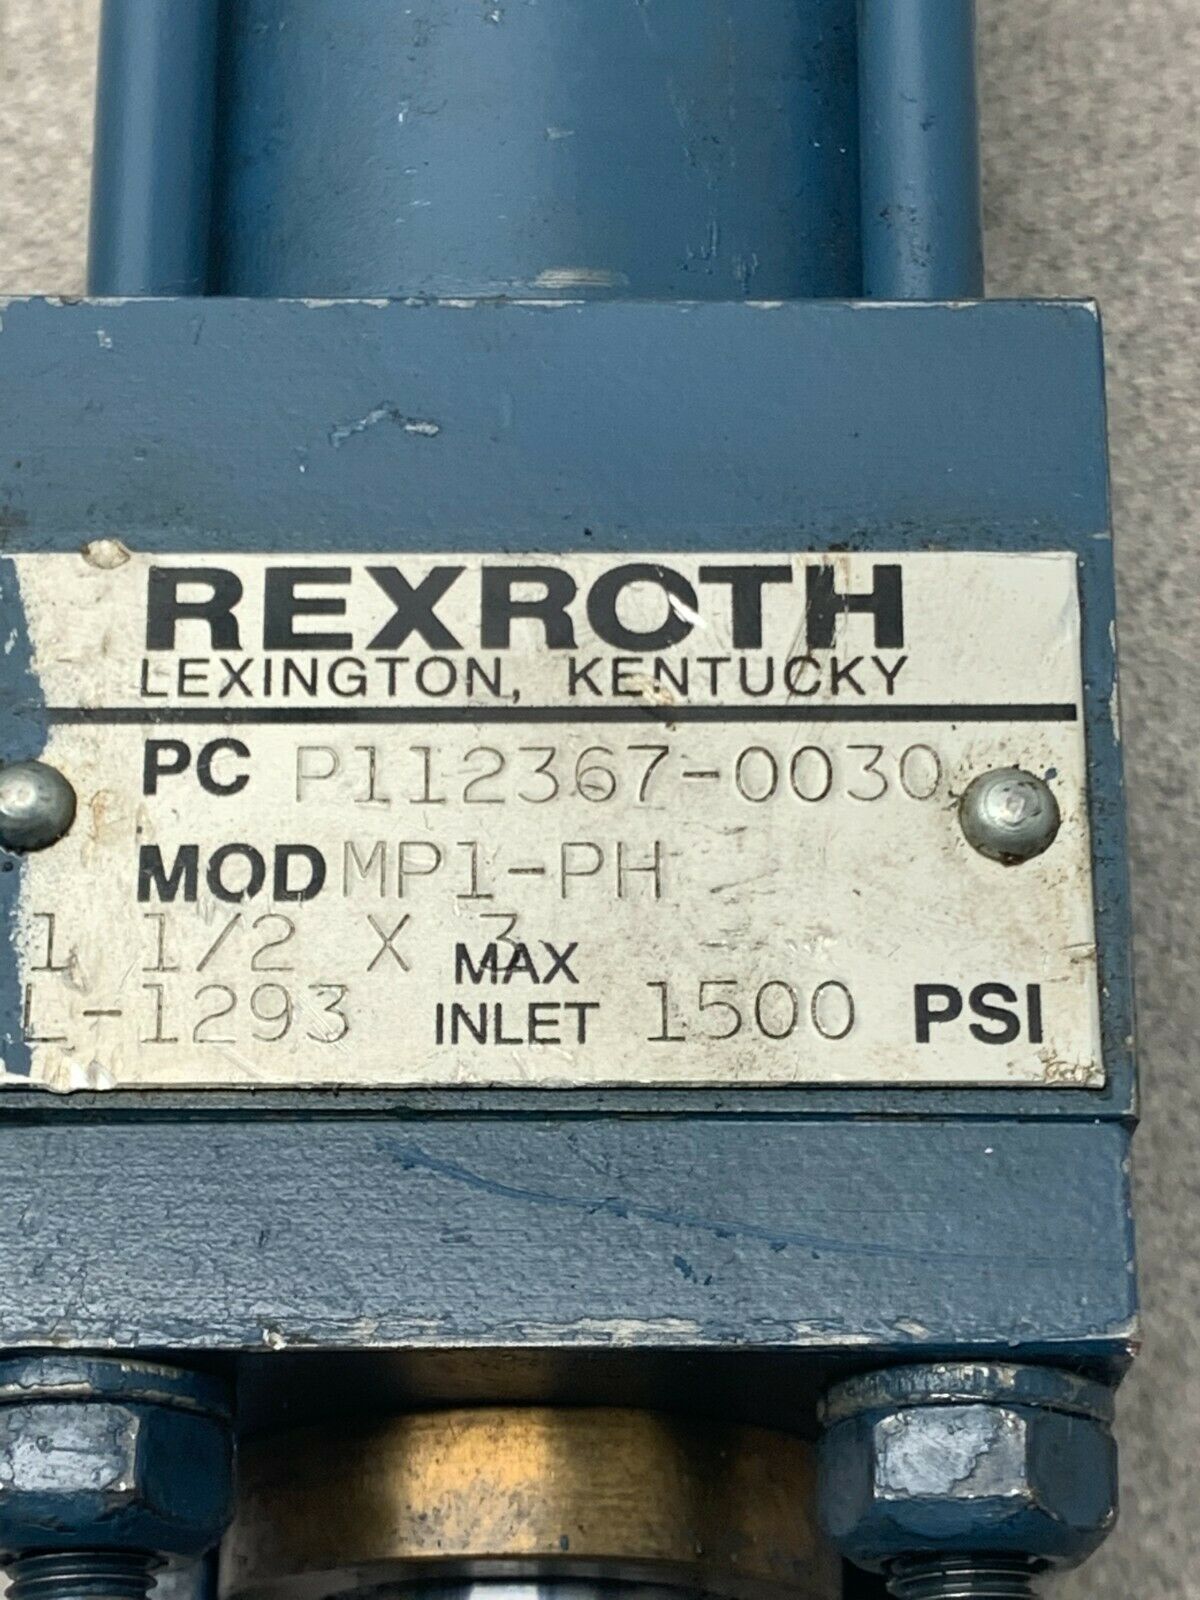 REXROTH
LEXINGTON, KENTUCKY
PC P112367-0030
MOD MP1-PH
1 1/2 X 3
L-1293 MAX INLET 1500 PSI